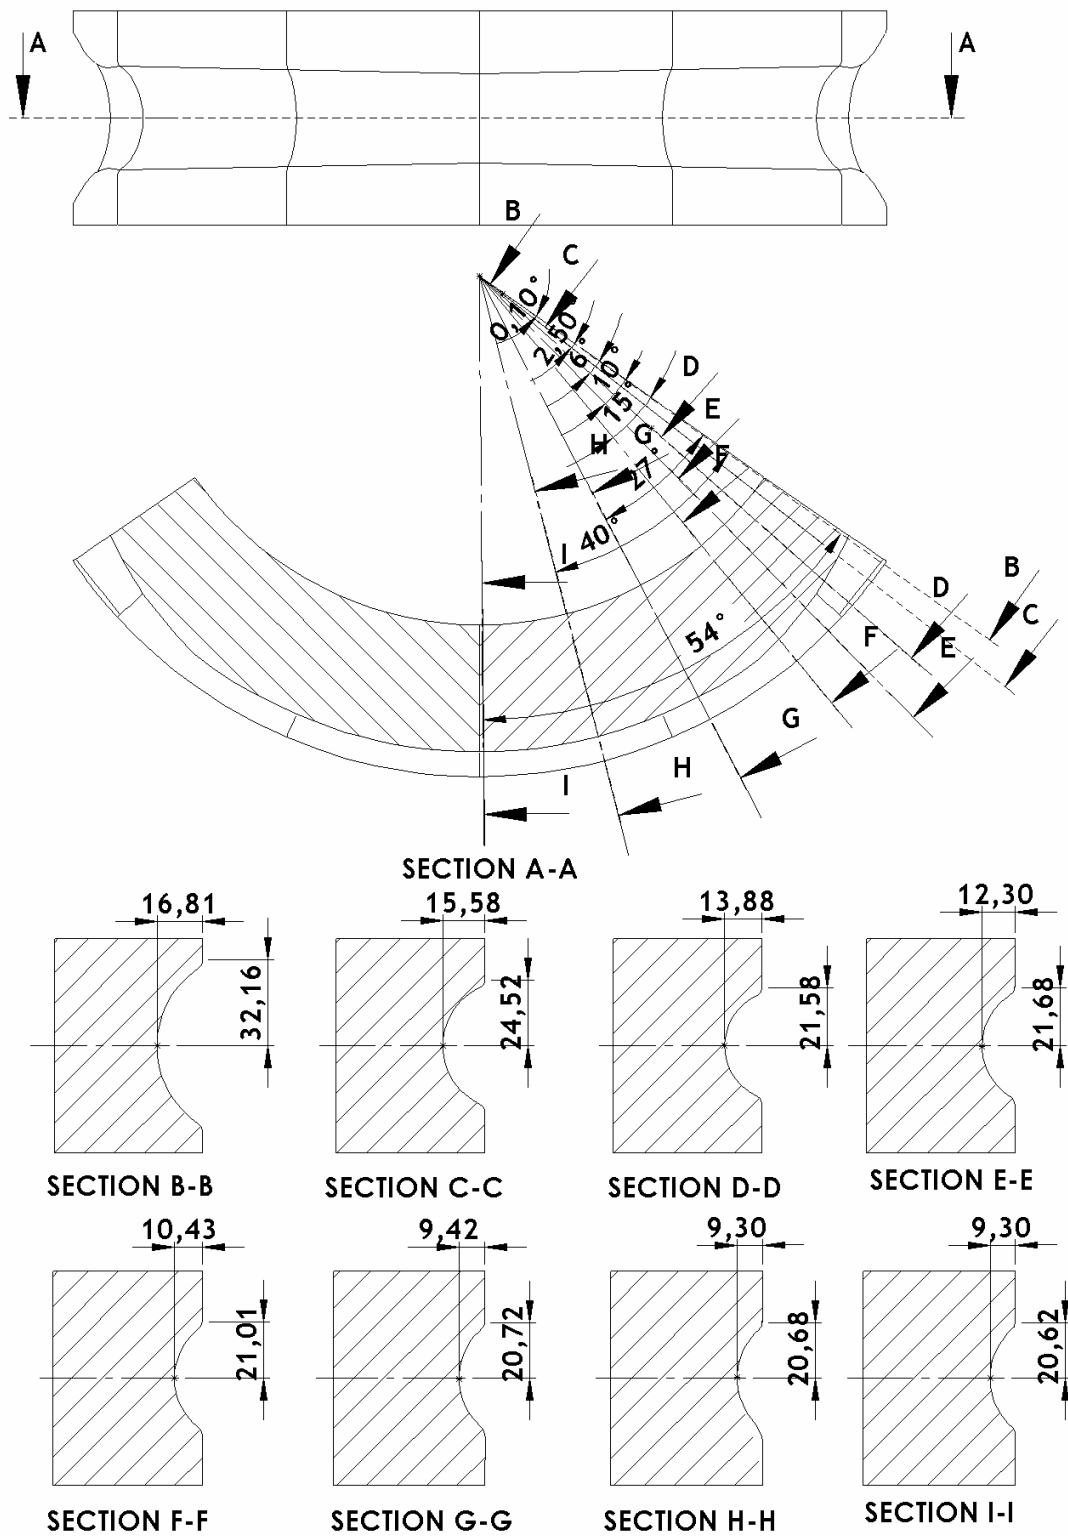 A A
B
C
0,10°
2,50°
6°
10°
15°
D
E
F
G
H
27°
40°
I
54°
B
C
D
E
F
G
H
I
SECTION A-A
16,81 15,58 13,88 12,30
32,16 24,52 21,58 21,68
SECTION B-B SECTION C-C SECTION D-D SECTION E-E
10,43 9,42 9,30 9,30
21,01 20,72 20,68 20,62
SECTION F-F SECTION G-G SECTION H-H SECTION I-I